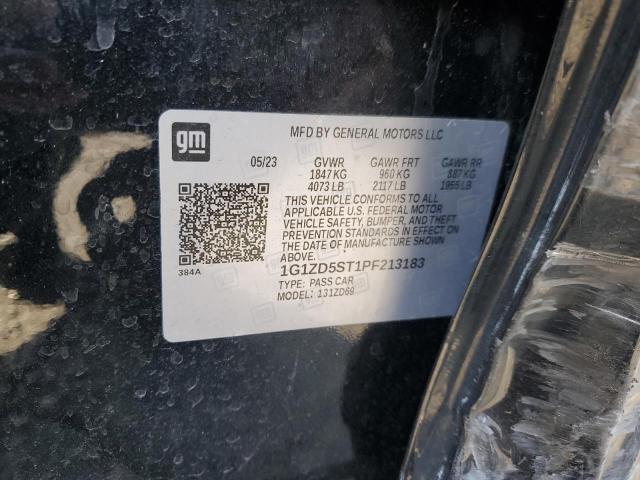 gm
MFD BY GENERAL MOTORS LLC
05/23 GVWR GAWR FRT GAWR RR
1847 KG 960 KG 887 KG
4073 LB 2117 LB 1955 LB
THIS VEHICLE CONFORMS TO ALL
APPLICABLE U.S. FEDERAL MOTOR
VEHICLE SAFETY, BUMPER, AND THEFT
PREVENTION STANDARDS IN EFFECT ON
THE DATE OF MANUFACTURE SHOWN
ABOVE.
384A
1G1ZD5ST1PF213183
TYPE: PASS CAR
MODEL: 131ZD69